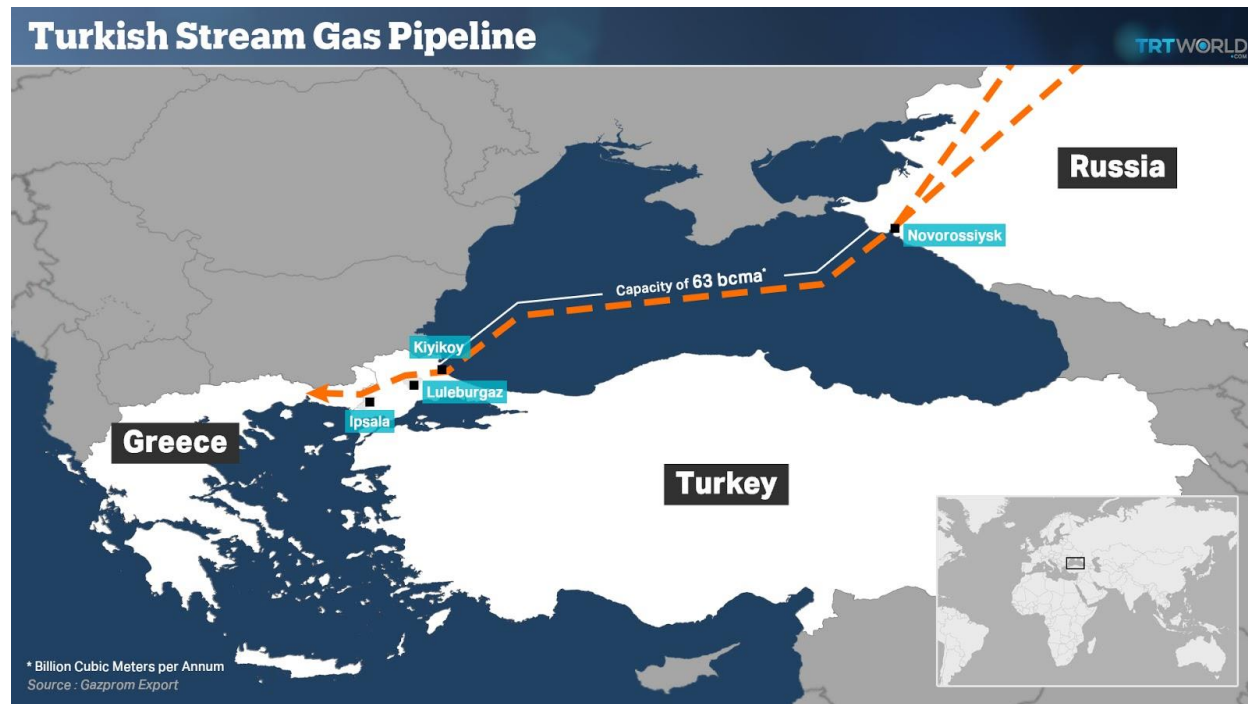 Turkish Stream Gas Pipeline
TRTWORLD
.COM
Russia
Novorossiysk
Capacity of 63 bcma*
Kiyikoy
Luleburgaz
Ipsala
Greece
Turkey
* Billion Cubic Meters per Annum
Source : Gazprom Export